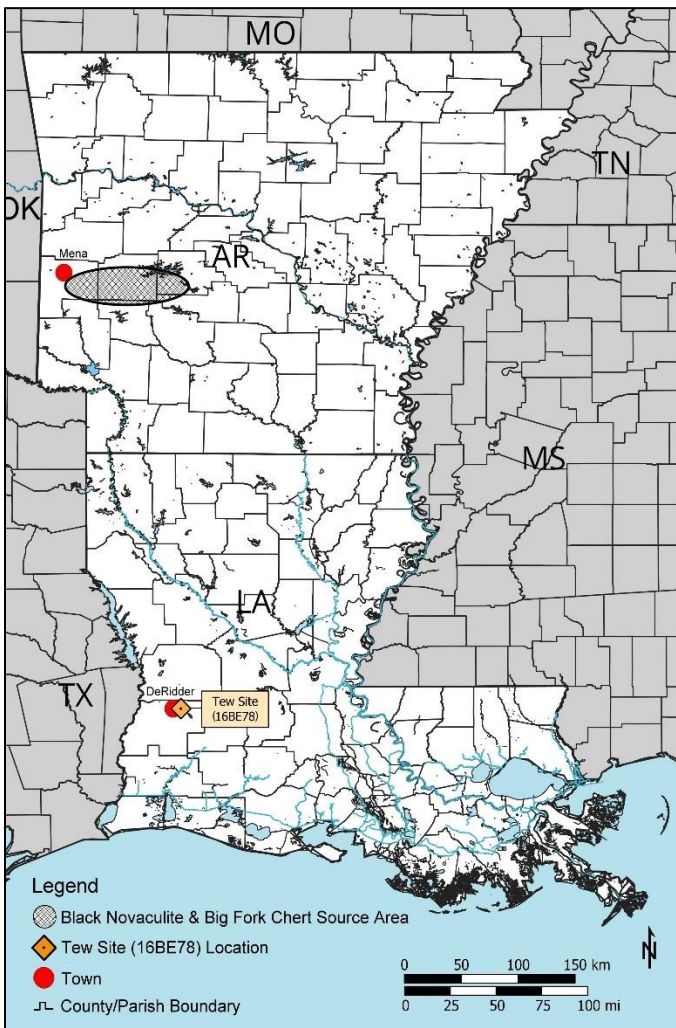 MO
TN
OK
Mena
AR
MS
LA
TX
DeRidder
Tew Site
(16BE78)
Legend
Black Novaculite & Big Fork Chert Source Area
Tew Site (16BE78) Location
Town
County/Parish Boundary
N
0 50 100 150 km
0 25 50 75 100 mi